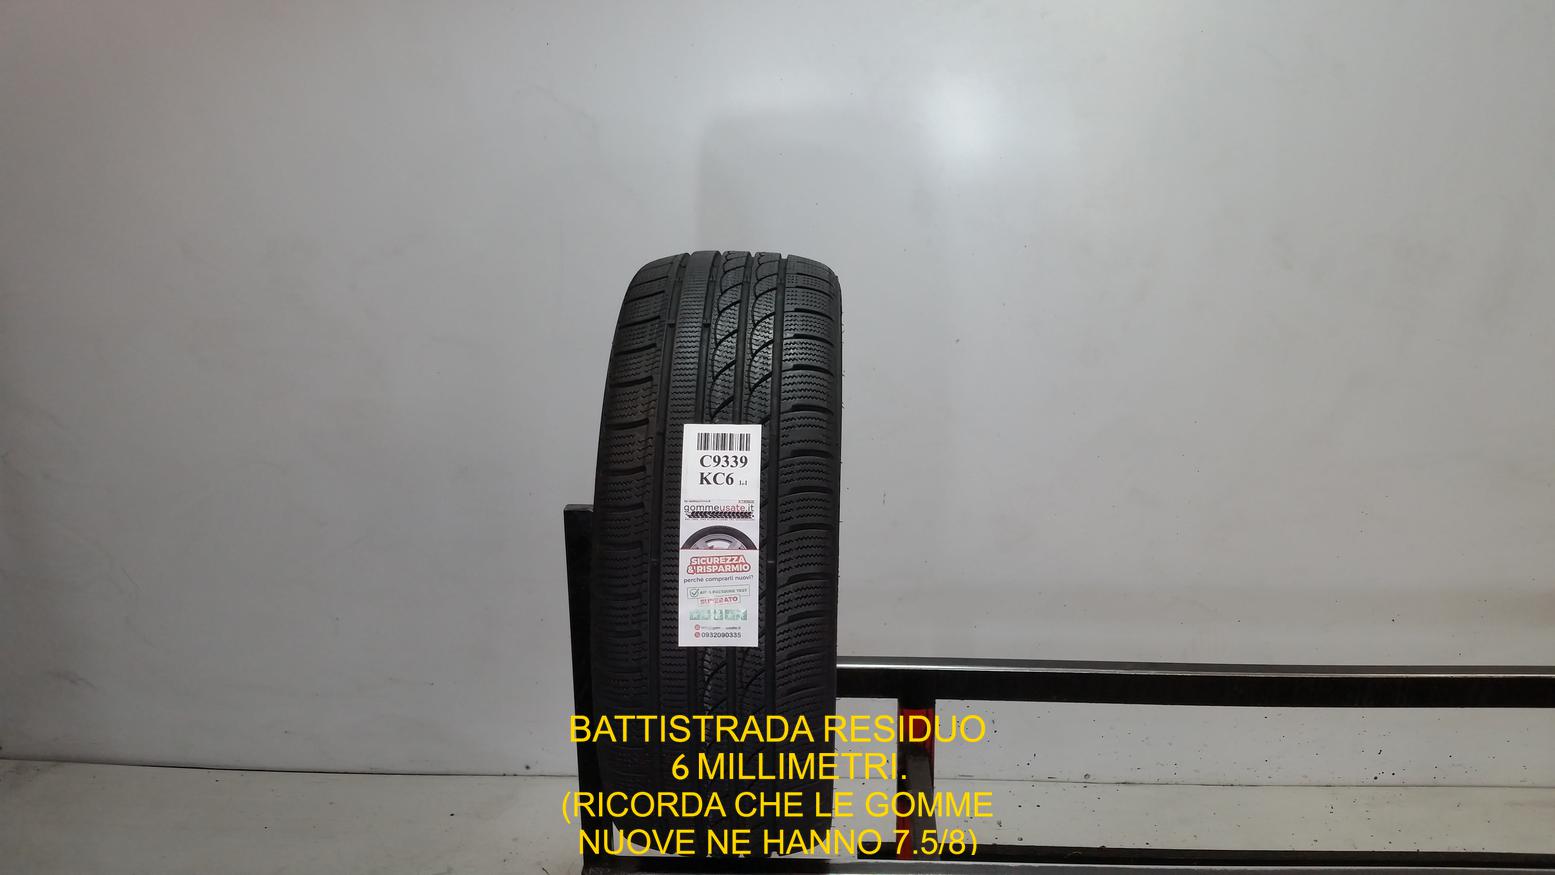 C9339
KC6
gommeusate.it
SICUREZZA
& RISPARMIO
perché comprarli nuovi?
SUPERATO
0932090335
BATTISTRADA RESIDUO
6 MILLIMETRI.
(RICORDA CHE LE GOMME
NUOVE NE HANNO 7.5/8)